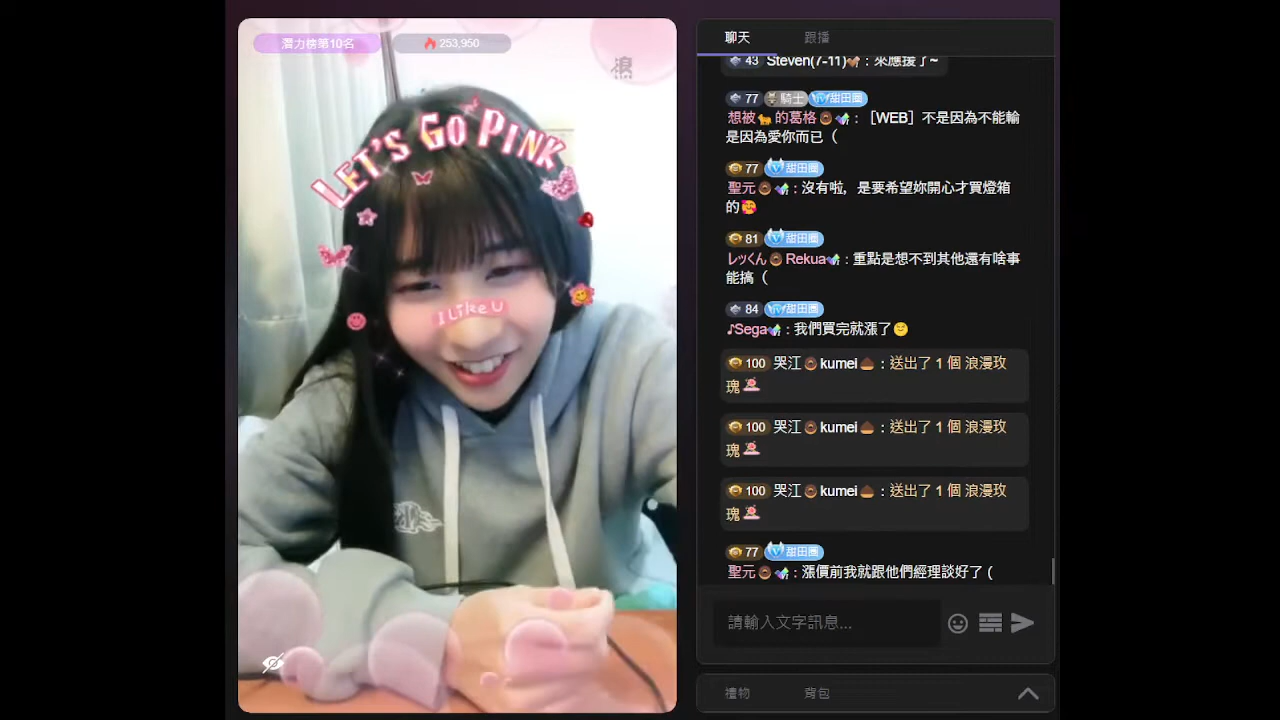 潛力榜第10名
253,950
浪
LET'S GO PINK
I Like U
聊天
跟播
43 Steven(7-11) : 來應援了~
77 騎士 甜田圈
想被 的葛格 : [WEB] 不是因為不能輸
是因為愛你而已 (
77 甜田圈
聖元 : 沒有啦, 是要希望妳開心才買燈箱
的
81 甜田圈
レッくん Rekua : 重點是想不到其他還有啥事
能搞 (
84 甜田圈
♪Sega : 我們買完就漲了
100 哭江 kumei : 送出了 1 個 浪漫玫
瑰
100 哭江 kumei : 送出了 1 個 浪漫玫
瑰
100 哭江 kumei : 送出了 1 個 浪漫玫
瑰
77 甜田圈
聖元 : 漲價前我就跟他們經理談好了 (
請輸入文字訊息...
禮物
背包